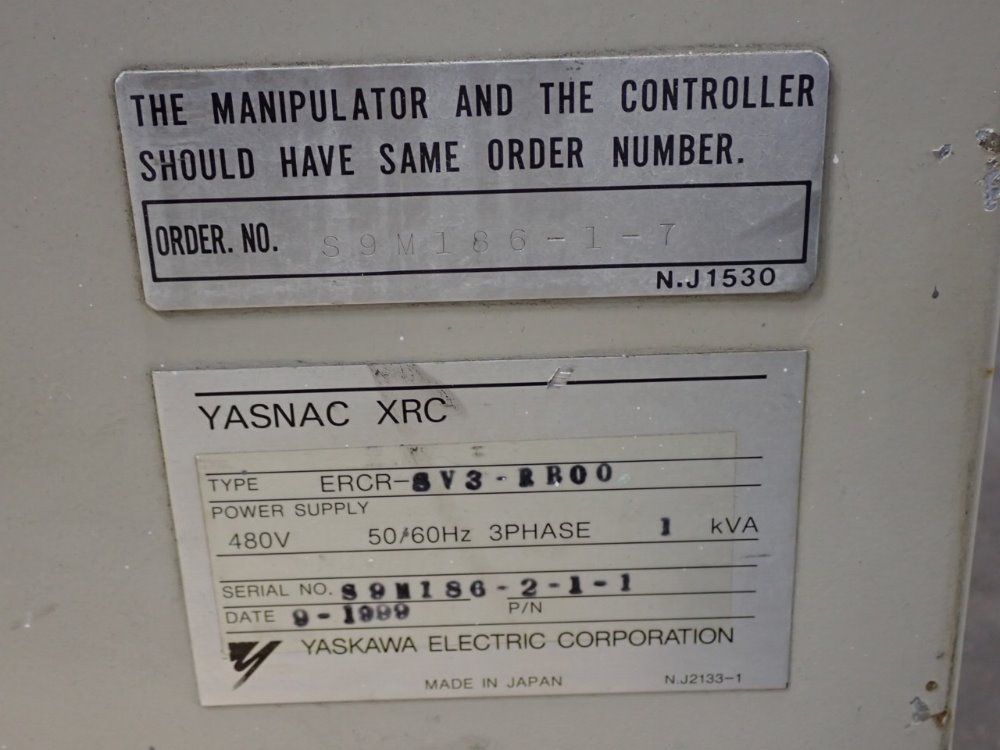 THE MANIPULATOR AND THE CONTROLLER
SHOULD HAVE SAME ORDER NUMBER.
ORDER. NO. S9M186-1-7
N.J1530
YASNAC XRC
TYPE ERCR-SV3-RB00
POWER SUPPLY
480V 50/60Hz 3PHASE 1 kVA
SERIAL NO. S9M186-2-1-1
DATE 9-1999 P/N
YASKAWA ELECTRIC CORPORATION
MADE IN JAPAN N.J2133-1